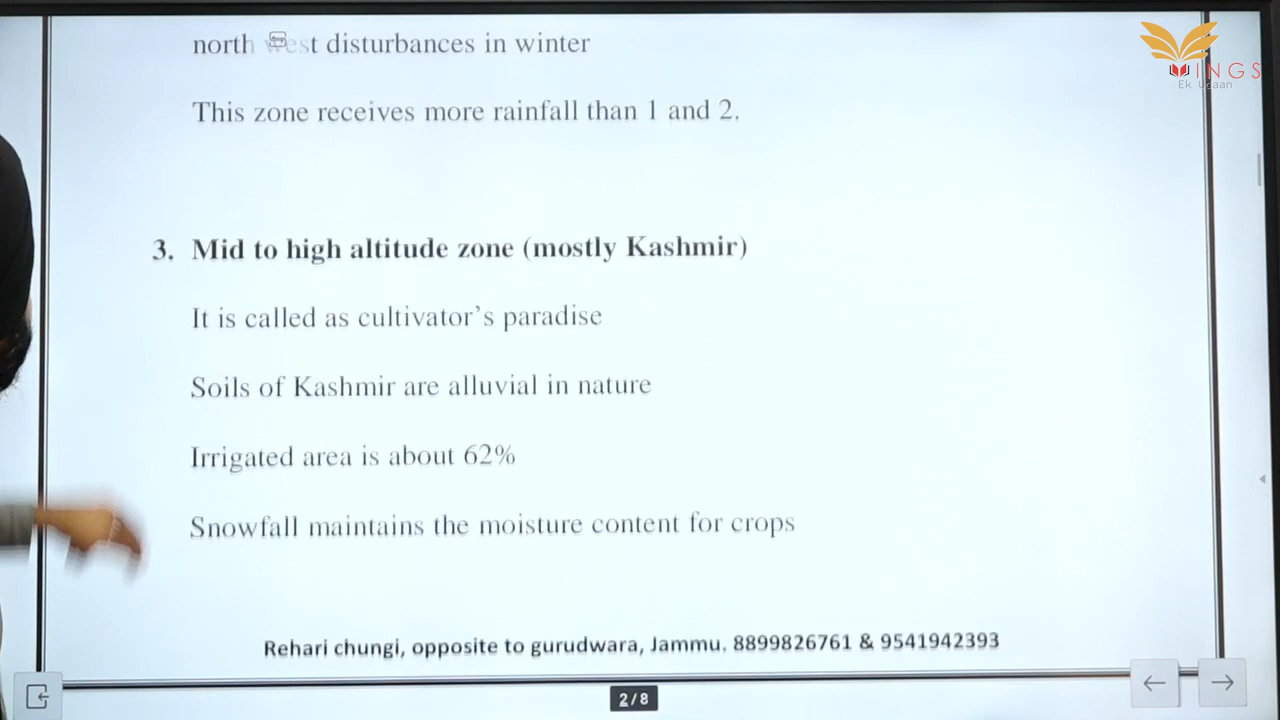 north west disturbances in winter
WINGS
Ek Udaan
This zone receives more rainfall than 1 and 2.
3. Mid to high altitude zone (mostly Kashmir)
It is called as cultivator's paradise
Soils of Kashmir are alluvial in nature
Irrigated area is about 62%
Snowfall maintains the moisture content for crops
Rehari chungi, opposite to gurudwara, Jammu. 8899826761 & 9541942393
2/8